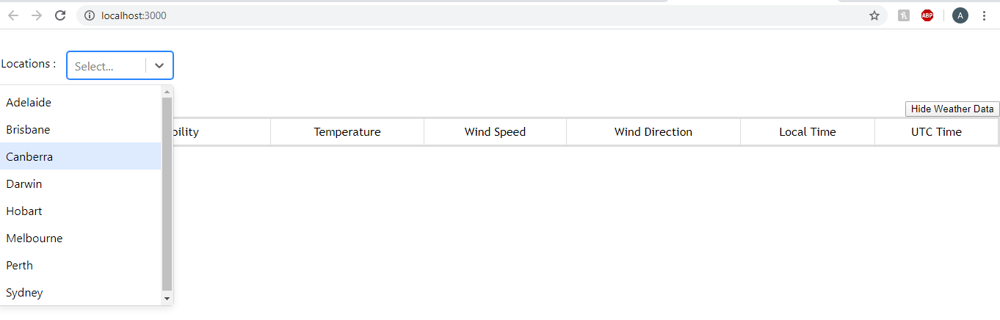 localhost:3000
ABP
A
Locations :
Select...
Adelaide
Brisbane
Canberra
Darwin
Hobart
Melbourne
Perth
Sydney
Hide Weather Data
bility Temperature Wind Speed Wind Direction Local Time UTC Time